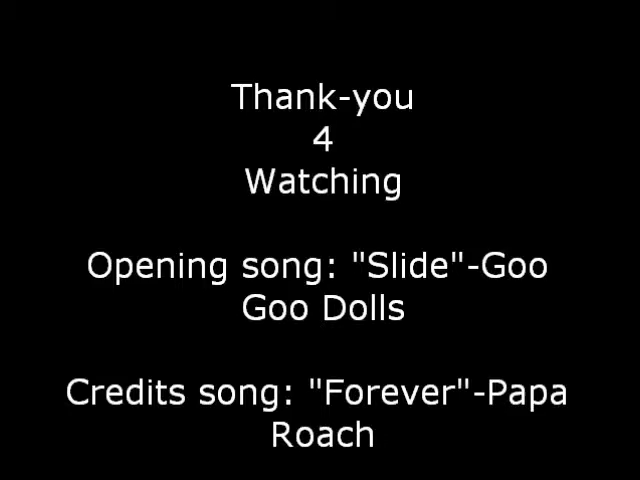 Thank-you
4
Watching
Opening song: "Slide"-Goo
Goo Dolls
Credits song: "Forever"-Papa
Roach